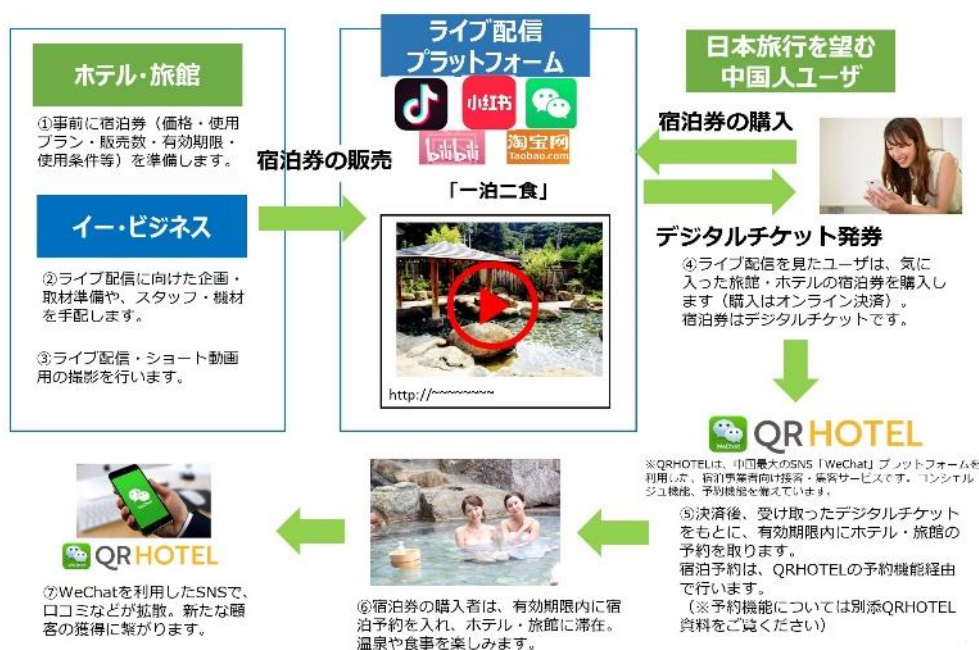 ホテル・旅館
①事前に宿泊券（価格・使用
プラン・販売数・有効期限・
使用条件等）を準備します。
イー・ビジネス
②ライブ配信に向けた企画・
取材準備や、スタッフ・機材
を手配します。
③ライブ配信・ショート動画
用の撮影を行います。
宿泊券の販売
ライブ配信
プラットフォーム
小红书
bilibili
淘宝网
Taobao.com
「一泊二食」
http://~~~~~~~~
日本旅行を望む
中国人ユーザ
宿泊券の購入
デジタルチケット発券
④ライブ配信を見たユーザは、気に
入った旅館・ホテルの宿泊券を購入し
ます（購入はオンライン決済）。
宿泊券はデジタルチケットです。
WeChat
QR HOTEL
※QRHOTELは、中国最大のSNS「WeChat」プラットフォームを
利用した、宿泊事業者向け接客・集客サービスです。コンシェル
ジュ機能、予約機能を備えています。
⑤決済後、受け取ったデジタルチケット
をもとに、有効期限内にホテル・旅館の
予約を取ります。
宿泊予約は、QRHOTELの予約機能経由
で行います。
（※予約機能については別添QRHOTEL
資料をご覧ください）
⑥宿泊券の購入者は、有効期限内に宿
泊予約を入れ、ホテル・旅館に滞在。
温泉や食事を楽しみます。
WeChat
QR HOTEL
⑦WeChatを利用したSNSで、
口コミなどが拡散。新たな顧
客の獲得に繋がります。